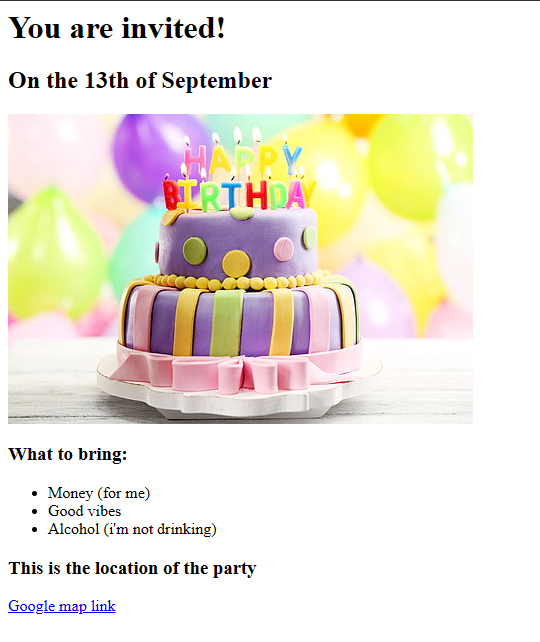 You are invited!
On the 13th of September
HAPPY
BIRTHDAY
What to bring:
Money (for me)
Good vibes
Alcohol (i'm not drinking)
This is the location of the party
Google map link